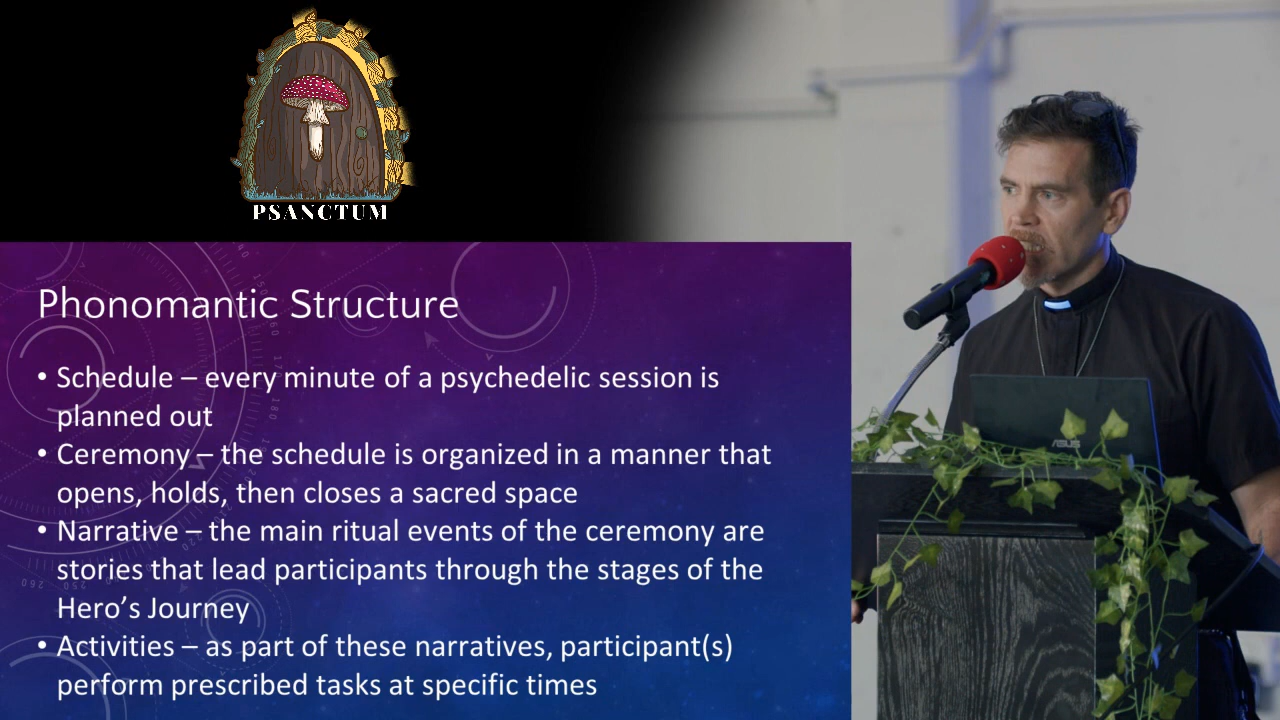 PSANCTUM
Phonomantic Structure
• Schedule – every minute of a psychedelic session is
planned out
• Ceremony – the schedule is organized in a manner that
opens, holds, then closes a sacred space
• Narrative – the main ritual events of the ceremony are
stories that lead participants through the stages of the
Hero’s Journey
• Activities – as part of these narratives, participant(s)
perform prescribed tasks at specific times
ASUS